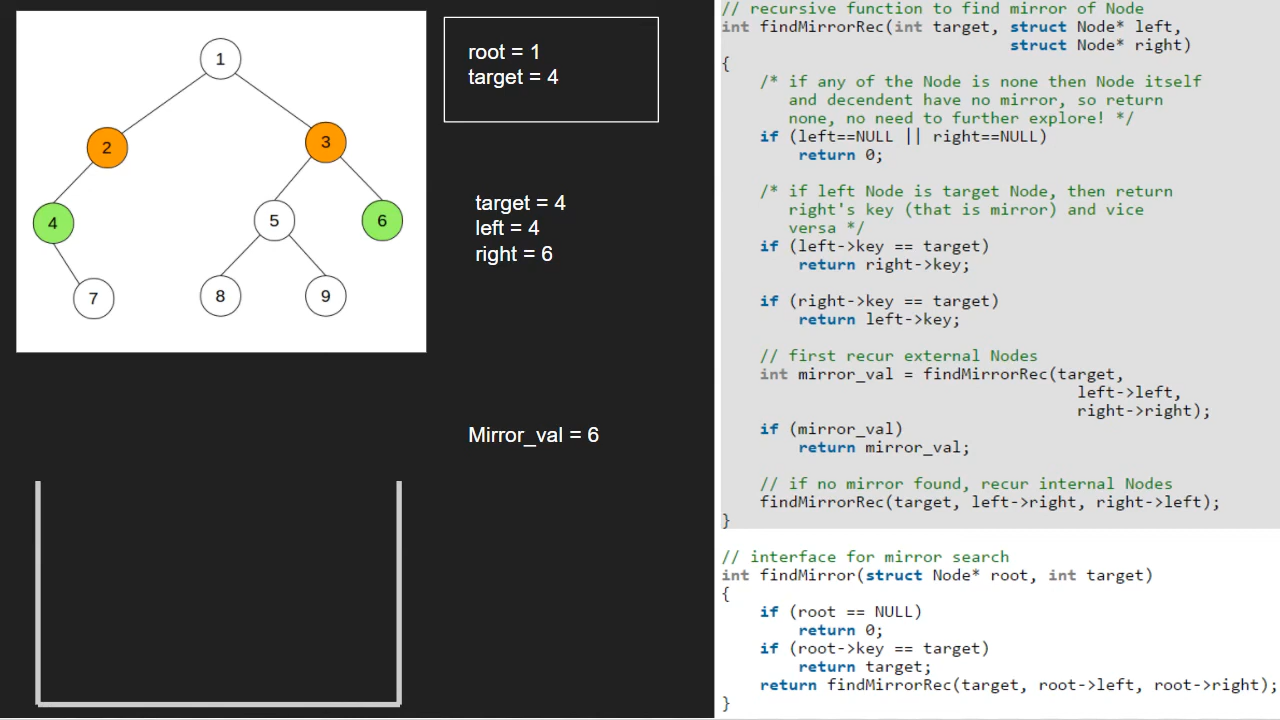 1
2
3
4
5
6
7
8
9
root = 1
target = 4
target = 4
left = 4
right = 6
Mirror_val = 6
// recursive function to find mirror of Node
int findMirrorRec(int target, struct Node* left,
struct Node* right)
{
/* if any of the Node is none then Node itself
and decendent have no mirror, so return
none, no need to further explore! */
if (left==NULL || right==NULL)
return 0;
/* if left Node is target Node, then return
right's key (that is mirror) and vice
versa */
if (left->key == target)
return right->key;
if (right->key == target)
return left->key;
// first recur external Nodes
int mirror_val = findMirrorRec(target,
left->left,
right->right);
if (mirror_val)
return mirror_val;
// if no mirror found, recur internal Nodes
findMirrorRec(target, left->right, right->left);
}
// interface for mirror search
int findMirror(struct Node* root, int target)
{
if (root == NULL)
return 0;
if (root->key == target)
return target;
return findMirrorRec(target, root->left, root->right);
}